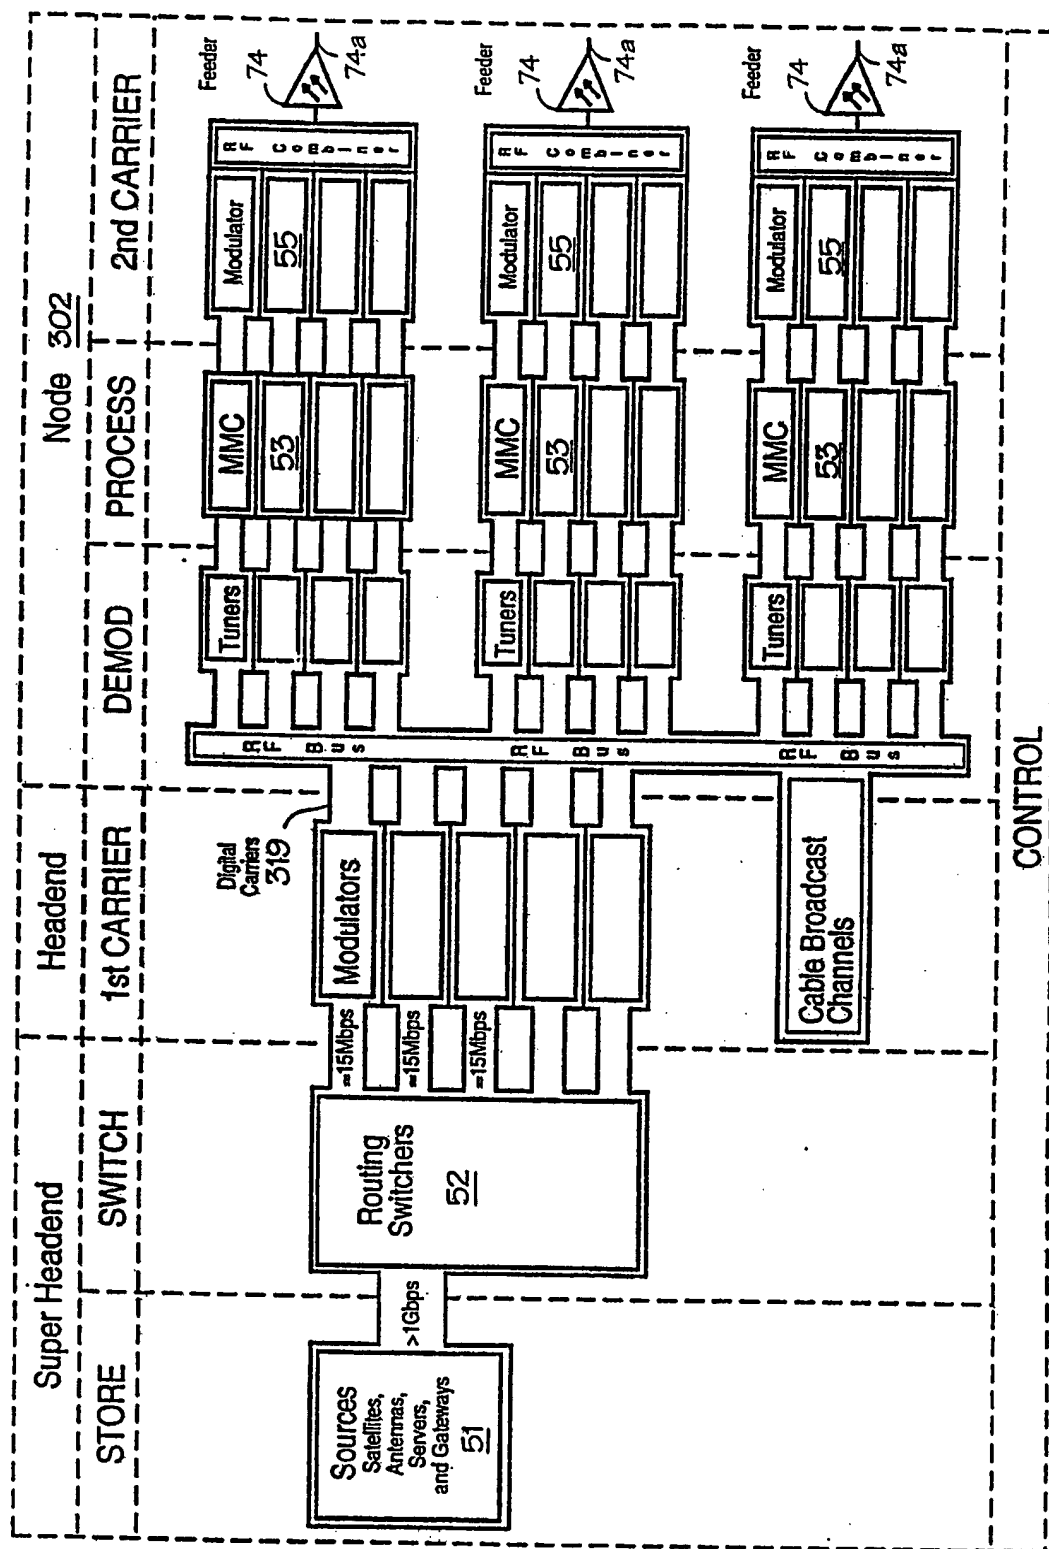 Super Headend
Headend
Node 302
STORE
SWITCH
1st CARRIER
DEMOD
PROCESS
2nd CARRIER
Sources
Satellites,
Antennas,
Servers,
and Gateways
51
>1Gbps
Routing
Switchers
52
≈15Mbps
≈15Mbps
≈15Mbps
Digital
Carriers
319
Modulators
Cable Broadcast
Channels
RF Bus
RF Bus
RF Bus
Tuners
MMC
53
Modulator
55
RF Combiner
Feeder
74
74a
Tuners
MMC
53
Modulator
55
RF Combiner
Feeder
74
74a
Tuners
MMC
53
Modulator
55
RF Combiner
Feeder
74
74a
CONTROL